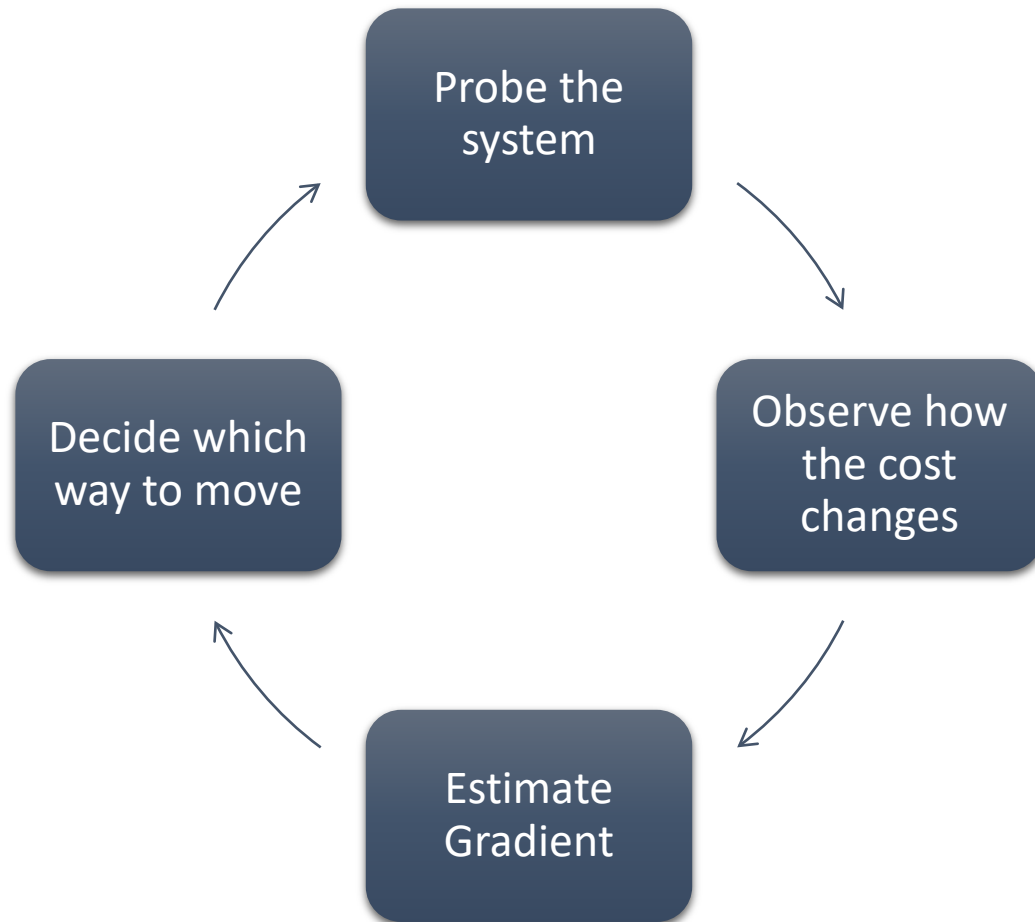 Probe the
system
Observe how
the cost
changes
Estimate
Gradient
Decide which
way to move